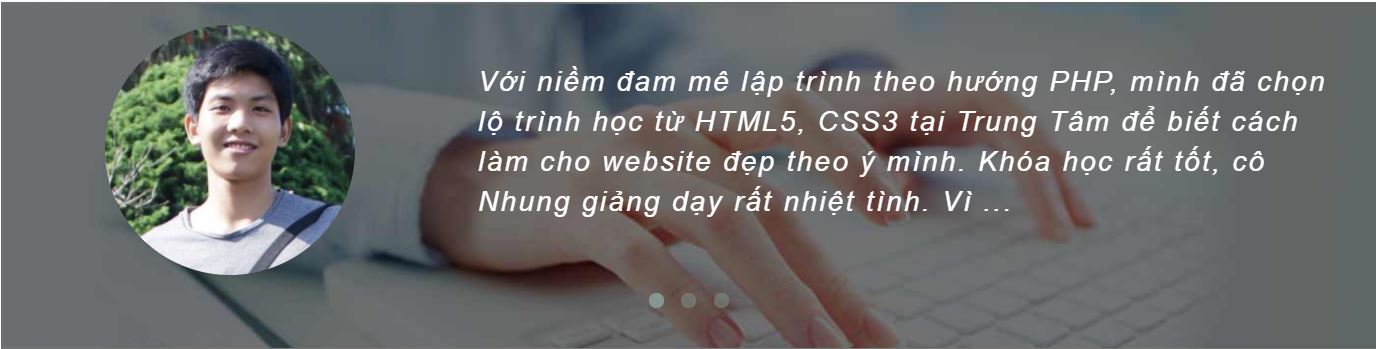 Với niềm đam mê lập trình theo hướng PHP, mình đã chọn
lộ trình học từ HTML5, CSS3 tại Trung Tâm để biết cách
làm cho website đẹp theo ý mình. Khóa học rất tốt, cô
Nhung giảng dạy rất nhiệt tình. Vì ...